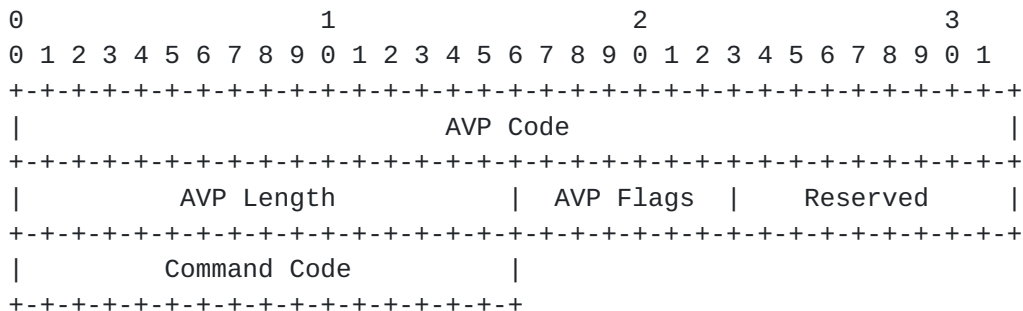 0                   1                   2                   3
0 1 2 3 4 5 6 7 8 9 0 1 2 3 4 5 6 7 8 9 0 1 2 3 4 5 6 7 8 9 0 1
+-+-+-+-+-+-+-+-+-+-+-+-+-+-+-+-+-+-+-+-+-+-+-+-+-+-+-+-+-+-+-+-+
|                           AVP Code                            |
+-+-+-+-+-+-+-+-+-+-+-+-+-+-+-+-+-+-+-+-+-+-+-+-+-+-+-+-+-+-+-+-+
|          AVP Length           |  AVP Flags  |    Reserved     |
+-+-+-+-+-+-+-+-+-+-+-+-+-+-+-+-+-+-+-+-+-+-+-+-+-+-+-+-+-+-+-+-+
|         Command Code          |
+-+-+-+-+-+-+-+-+-+-+-+-+-+-+-+-+